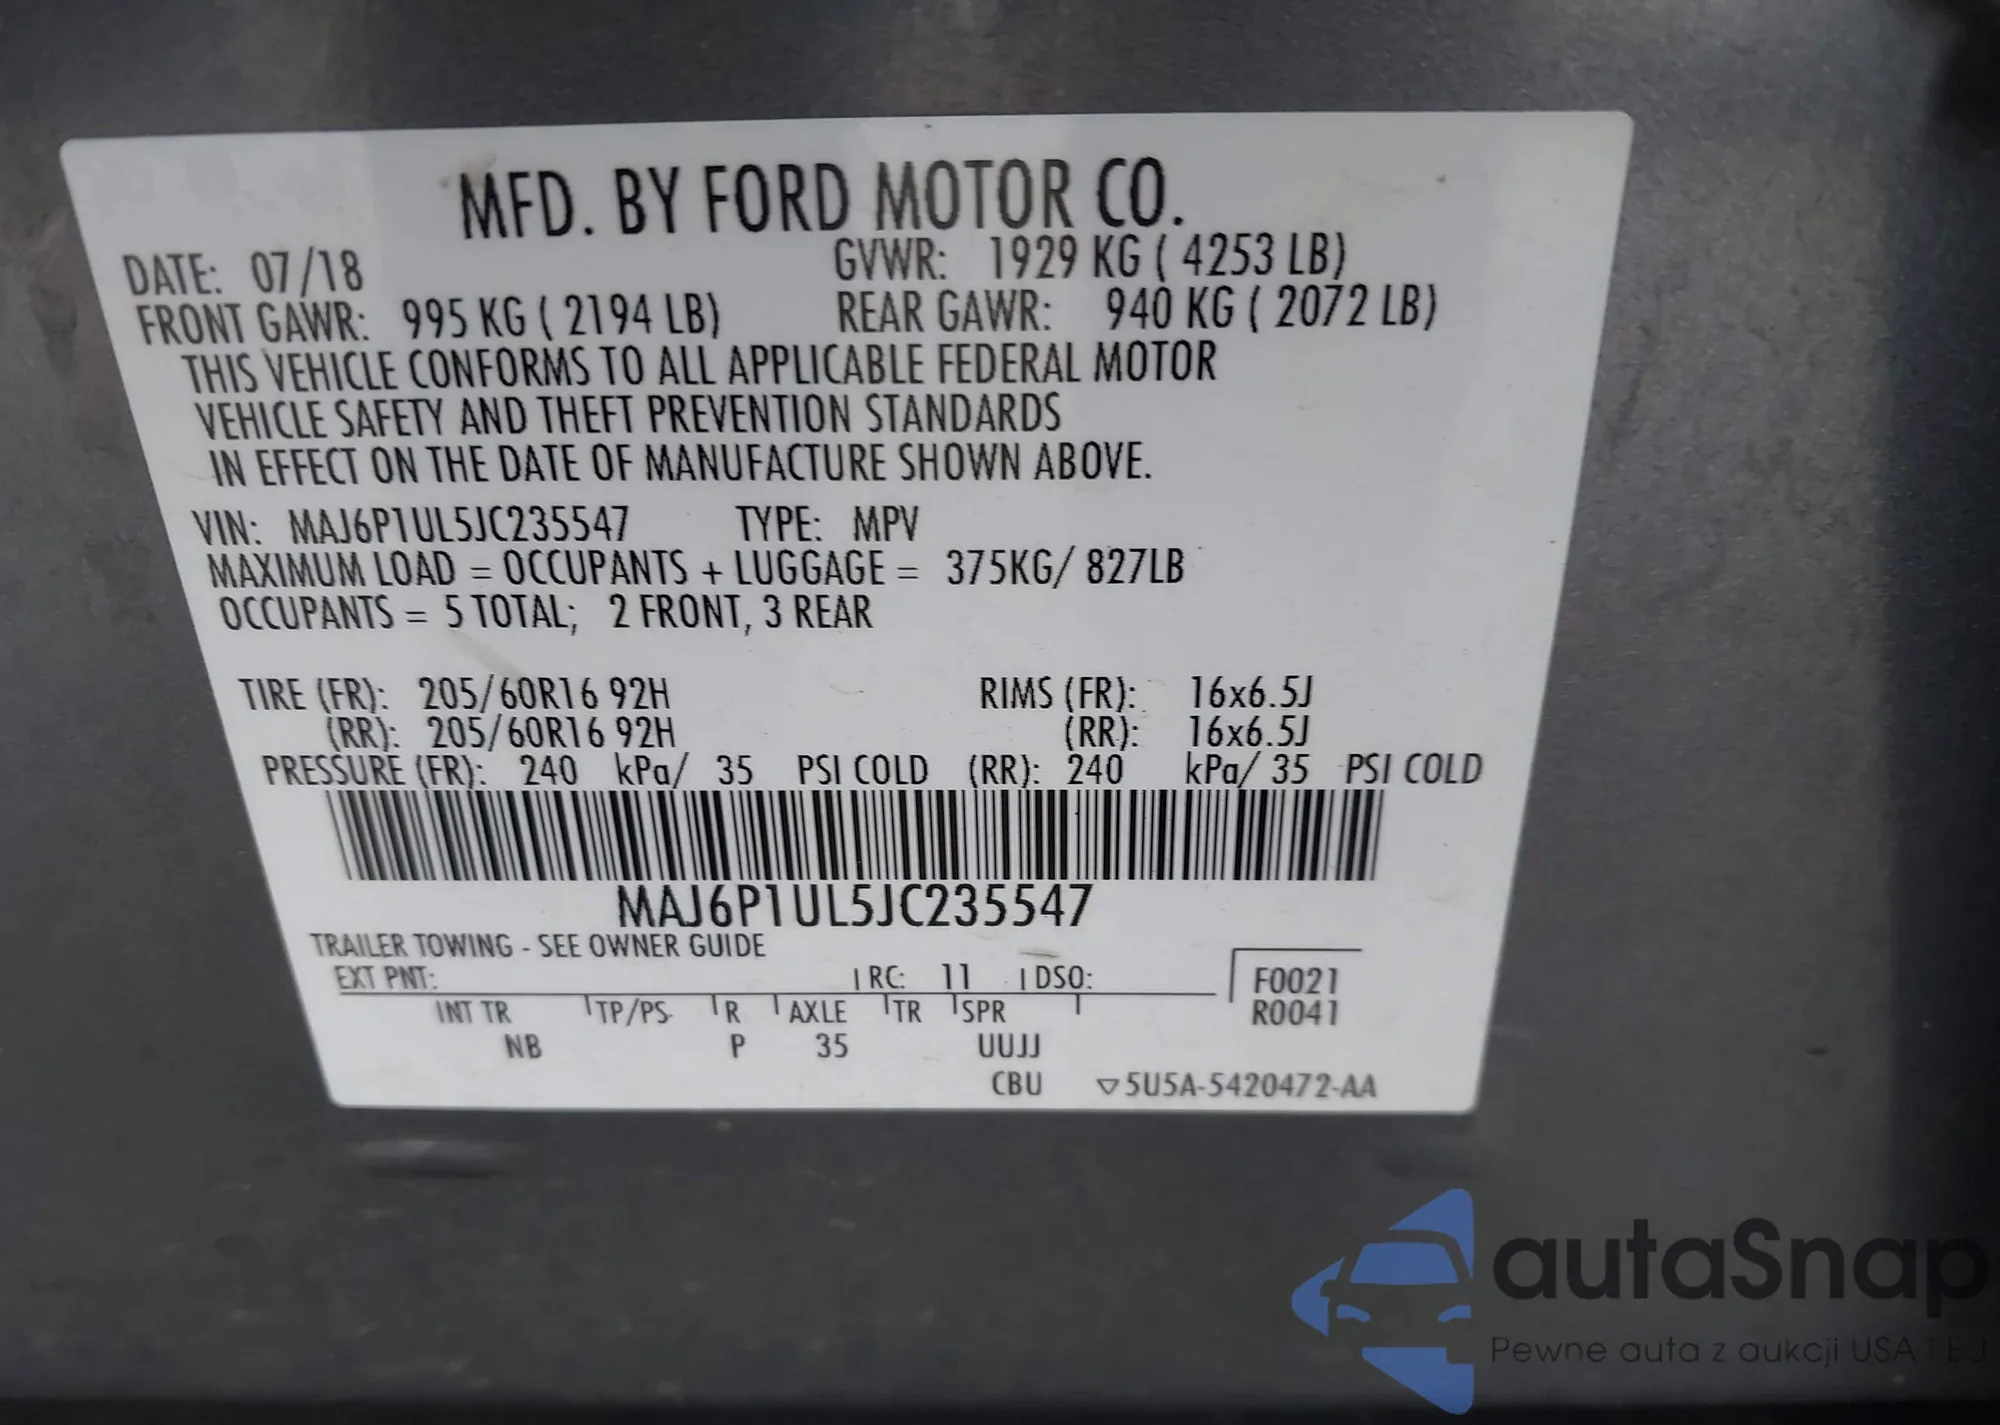 MFD. BY FORD MOTOR CO.
DATE: 07/18 GVWR: 1929 KG ( 4253 LB)
FRONT GAWR: 995 KG ( 2194 LB) REAR GAWR: 940 KG ( 2072 LB)
THIS VEHICLE CONFORMS TO ALL APPLICABLE FEDERAL MOTOR
VEHICLE SAFETY AND THEFT PREVENTION STANDARDS
IN EFFECT ON THE DATE OF MANUFACTURE SHOWN ABOVE.
VIN: MAJ6P1UL5JC235547 TYPE: MPV
MAXIMUM LOAD = OCCUPANTS + LUGGAGE = 375KG/ 827LB
OCCUPANTS = 5 TOTAL; 2 FRONT, 3 REAR
TIRE (FR): 205/60R16 92H RIMS (FR): 16x6.5J
(RR): 205/60R16 92H (RR): 16x6.5J
PRESSURE (FR): 240 kPa/ 35 PSI COLD (RR): 240 kPa/ 35 PSI COLD
MAJ6P1UL5JC235547
TRAILER TOWING - SEE OWNER GUIDE
EXT PNT: RC: 11 DSO: F0021
INT TR TP/PS R AXLE TR SPR R0041
NB P 35 UUJJ
CBU 5U5A-5420472-AA
autaSnap
Pewne auta z aukcji USA i EU